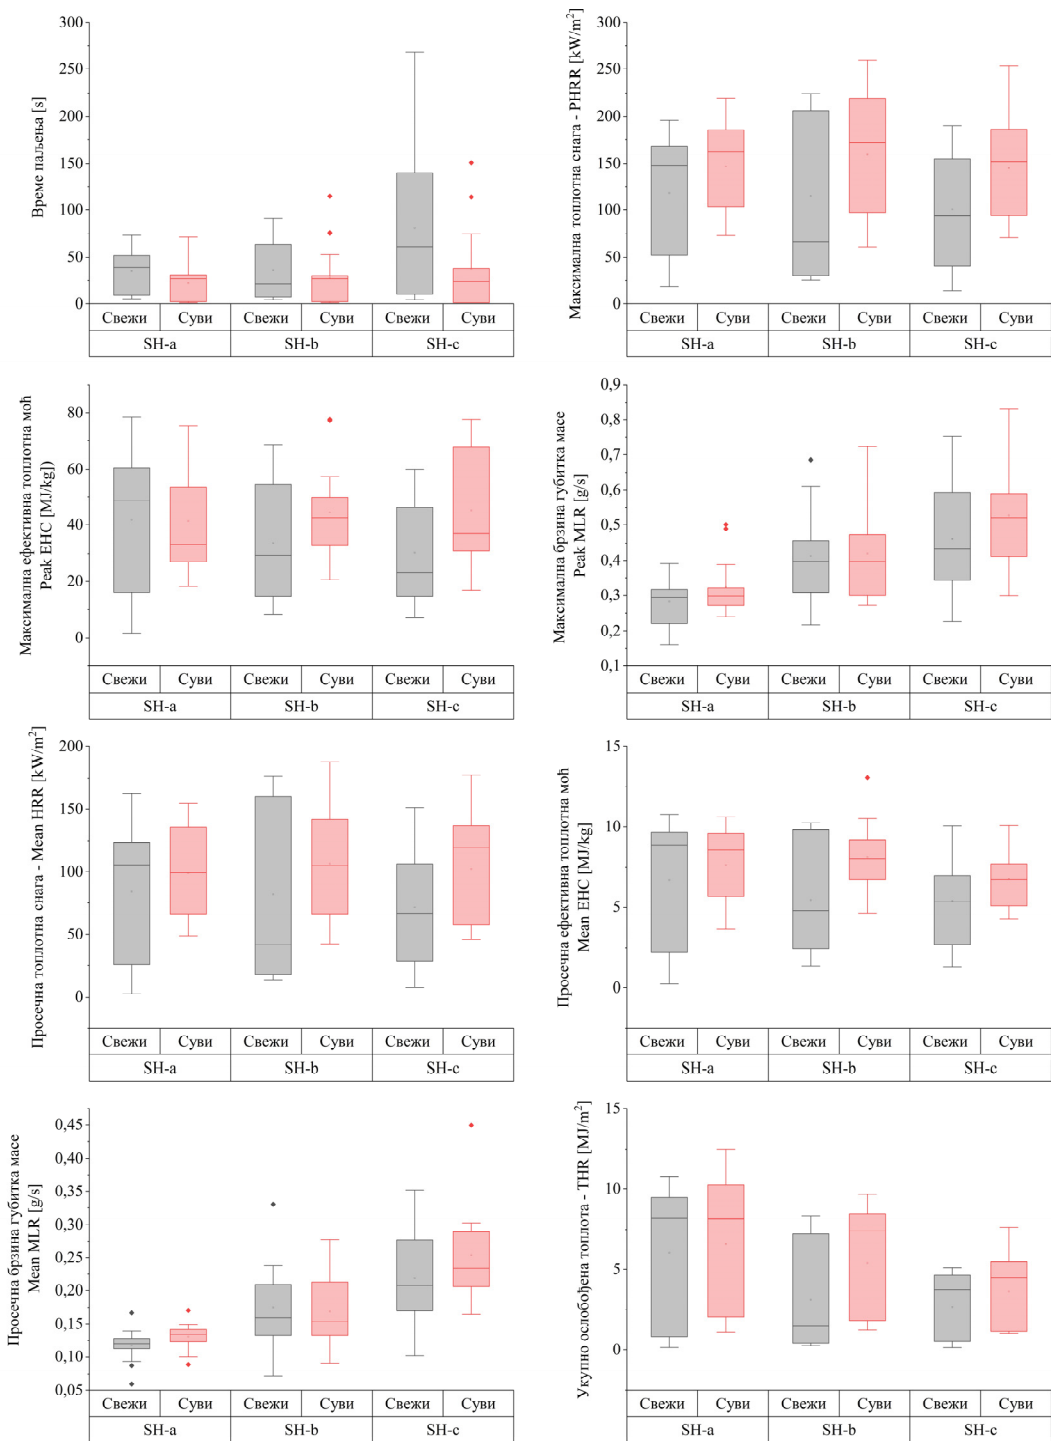 Време паљења [s]
300
250
200
150
100
50
0
Свежи Суви Свежи Суви Свежи Суви
SH-a SH-b SH-c
Максимална топлотна снага - PHRR [kW/m²]
300
250
200
150
100
50
0
Свежи Суви Свежи Суви Свежи Суви
SH-a SH-b SH-c
Максимална ефективна топлотна моћ
Peak EHC [MJ/kg])
80
60
40
20
0
Свежи Суви Свежи Суви Свежи Суви
SH-a SH-b SH-c
Максимална брзина губитка масе
Peak MLR [g/s]
0,9
0,8
0,7
0,6
0,5
0,4
0,3
0,2
0,1
Свежи Суви Свежи Суви Свежи Суви
SH-a SH-b SH-c
Просечна топлотна снага - Mean HRR [kW/m²]
200
150
100
50
0
Свежи Суви Свежи Суви Свежи Суви
SH-a SH-b SH-c
Просечна ефективна топлотна моћ
Mean EHC [MJ/kg]
15
10
5
0
Свежи Суви Свежи Суви Свежи Суви
SH-a SH-b SH-c
Просечна брзина губитка масе
Mean MLR [g/s]
0,45
0,40
0,35
0,30
0,25
0,20
0,15
0,10
0,05
Свежи Суви Свежи Суви Свежи Суви
SH-a SH-b SH-c
Укупно ослобођена топлота - THR [MJ/m²]
15
10
5
0
Свежи Суви Свежи Суви Свежи Суви
SH-a SH-b SH-c